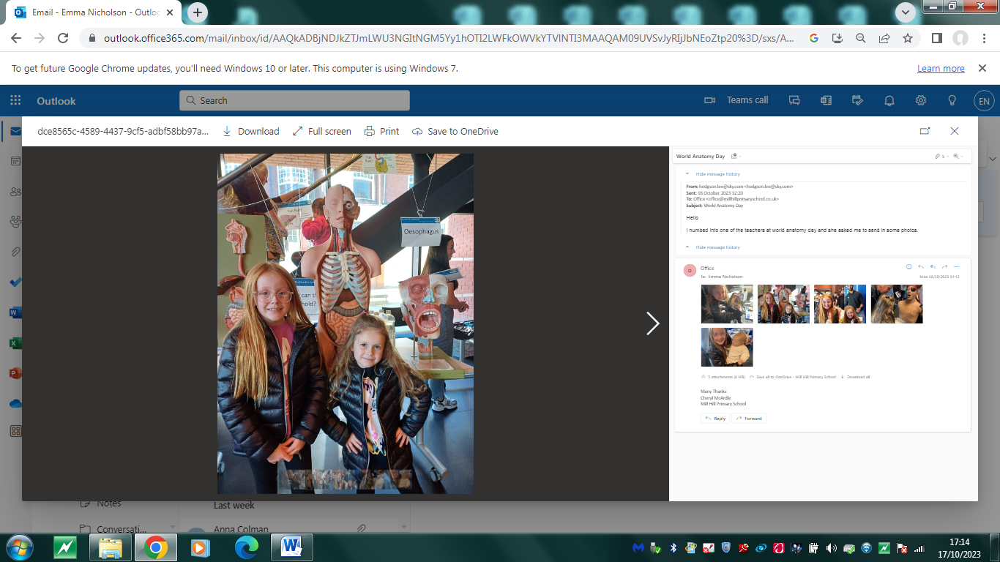 Email - Emma Nicholson - Outlo
outlook.office365.com/mail/inbox/id/AAQkADBjNDJkZTJmLWU3NGItNGM5Yy1hOTI2LWFkOWVkYTVlNTI3MAAQAM09UVSvJyRIjJbNEoZtp20%3D/sxs/A...
To get future Google Chrome updates, you'll need Windows 10 or later. This computer is using Windows 7.
Learn more
Outlook
Search
Teams call
EN
dce8565c-4589-4437-9cf5-adbf58bb97a...
Download
Full screen
Print
Save to OneDrive
Fun Fact!
Oesophagus
World Anatomy Day
5
Hide message history
From: hodgson.lee@sky.com <hodgson.lee@sky.com>
Sent: 16 October 2023 12:20
To: Office <office@millhillprimaryschool.co.uk>
Subject: World Anatomy Day
Hello
I numbed into one of the teachers at world anatomy day and she asked me to send in some photos.
Hide message history
O
Office
To: Emma Nicholson
Mon 16/10/2023 14:42
5 attachments (6 MB)
Save all to OneDrive - Mill Hill Primary School
Download all
Many Thanks
Cheryl McArdle
Mill Hill Primary School
Reply
Forward
Notes
Last week
Conversati...
Anna Colman
17:14
17/10/2023